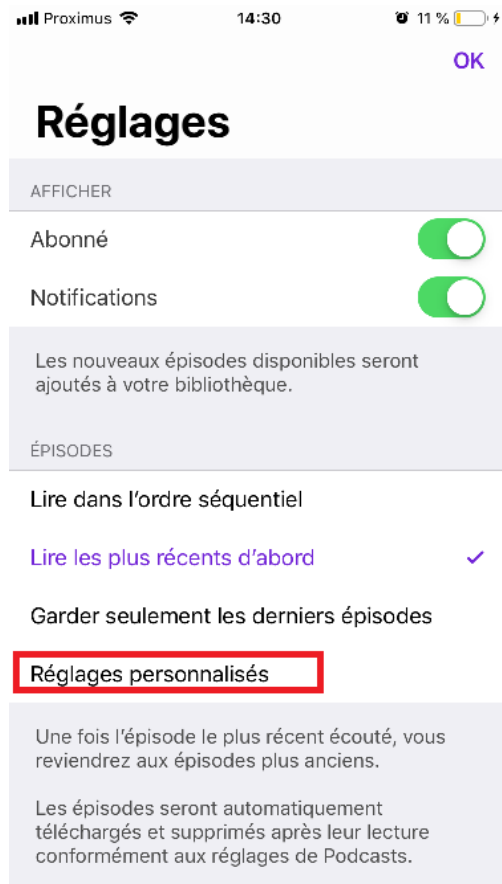 Proximus 14:30 11 %
OK
Réglages
AFFICHER
Abonné
Notifications
Les nouveaux épisodes disponibles seront
ajoutés à votre bibliothèque.
ÉPISODES
Lire dans l’ordre séquentiel
Lire les plus récents d’abord
Garder seulement les derniers épisodes
Réglages personnalisés
Une fois l’épisode le plus récent écouté, vous
reviendrez aux épisodes plus anciens.
Les épisodes seront automatiquement
téléchargés et supprimés après leur lecture
conformément aux réglages de Podcasts.